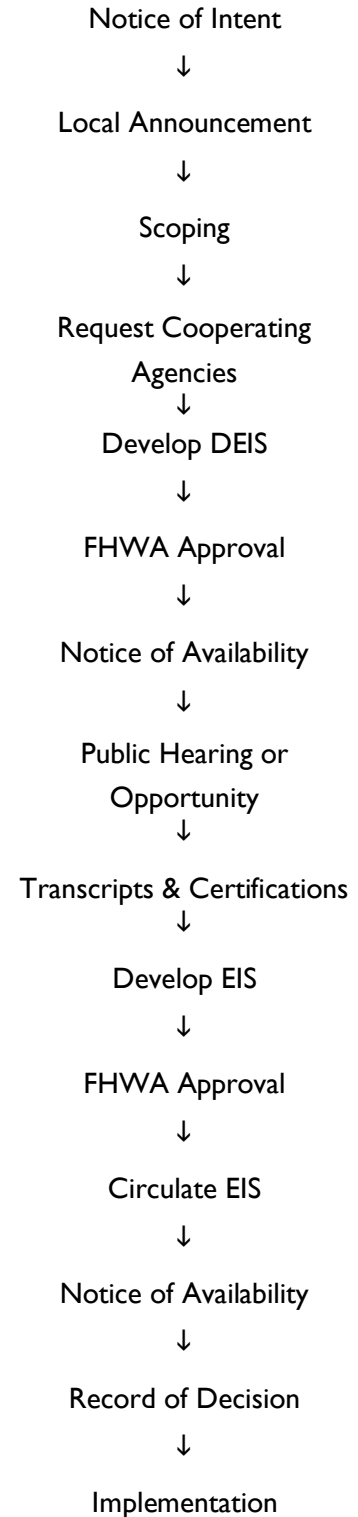 Notice of Intent
↓
Local Announcement
↓
Scoping
↓
Request Cooperating
Agencies
↓
Develop DEIS
↓
FHWA Approval
↓
Notice of Availability
↓
Public Hearing or
Opportunity
↓
Transcripts & Certifications
↓
Develop EIS
↓
FHWA Approval
↓
Circulate EIS
↓
Notice of Availability
↓
Record of Decision
↓
Implementation